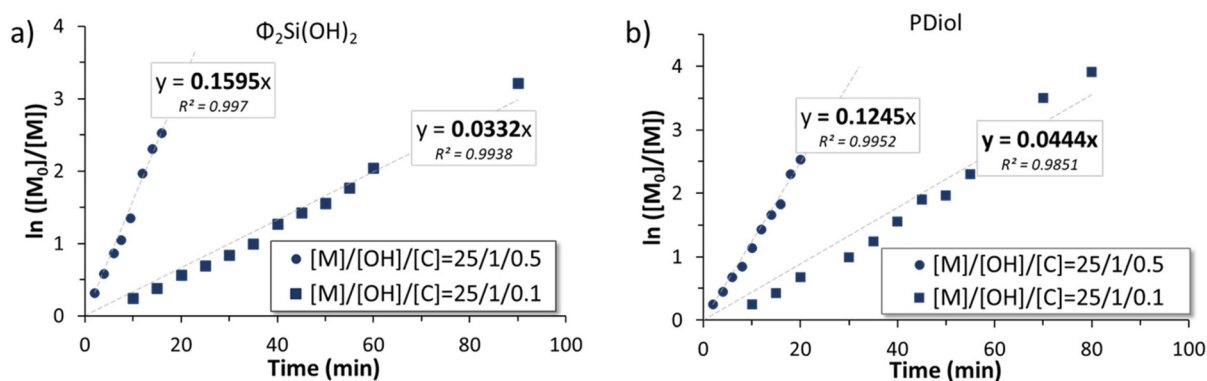 a)
Φ₂Si(OH)₂
ln ([M₀]/[M])
4
3
2
1
0
0 20 40 60 80 100
Time (min)
y = 0.1595x
R² = 0.997
y = 0.0332x
R² = 0.9938
[M]/[OH]/[C]=25/1/0.5
[M]/[OH]/[C]=25/1/0.1
b)
PDiol
ln ([M₀]/[M])
4
3
2
1
0
0 20 40 60 80 100
Time (min)
y = 0.1245x
R² = 0.9952
y = 0.0444x
R² = 0.9851
[M]/[OH]/[C]=25/1/0.5
[M]/[OH]/[C]=25/1/0.1